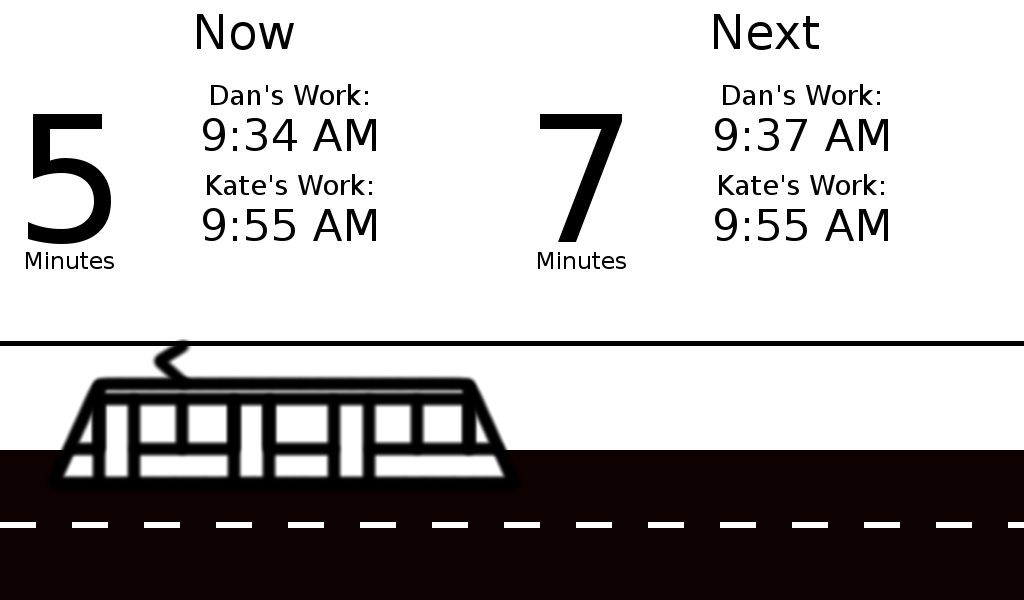 Now
5
Minutes
Dan's Work:
9:34 AM
Kate's Work:
9:55 AM
Next
7
Minutes
Dan's Work:
9:37 AM
Kate's Work:
9:55 AM